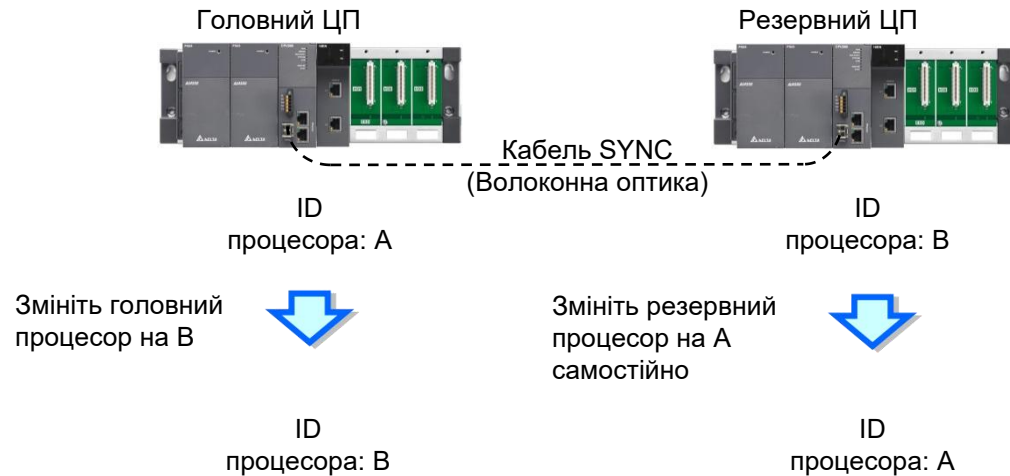 Головний ЦП
Резервний ЦП
Кабель SYNC
(Волоконна оптика)
ID
процесора: A
ID
процесора: B
Змініть головний
процесор на B
Змініть резервний
процесор на A
самостійно
ID
процесора: B
ID
процесора: A